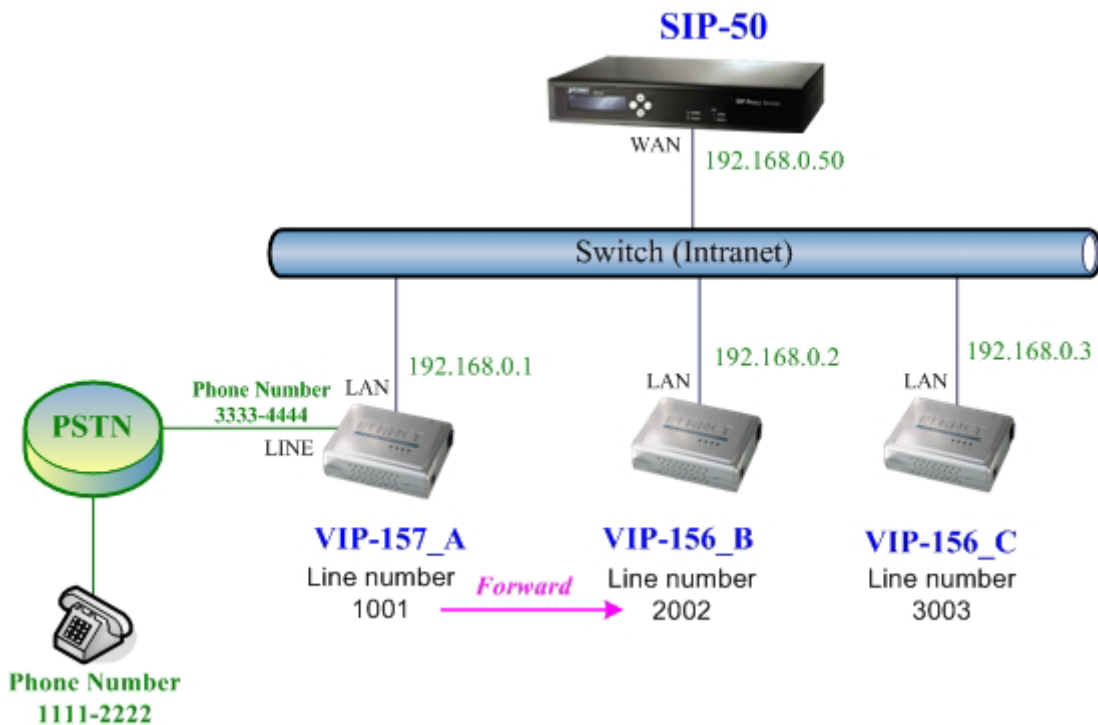 SIP-50
WAN
192.168.0.50
Switch (Intranet)
192.168.0.1
192.168.0.2
192.168.0.3
Phone Number
3333-4444
LAN
LAN
LAN
PSTN
LINE
VIP-157_A
VIP-156_B
VIP-156_C
Line number
1001
Forward
Line number
2002
Line number
3003
Phone Number
1111-2222